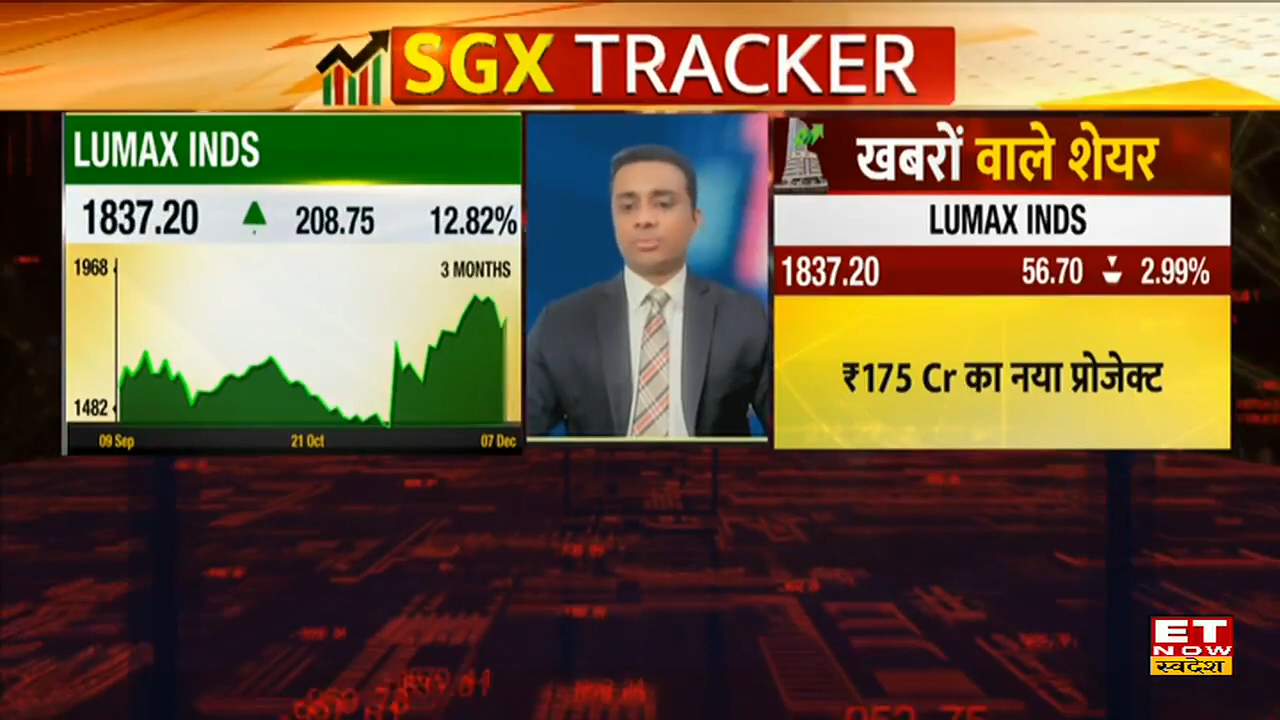 SGX TRACKER
LUMAX INDS
1837.20 ▲ 208.75 12.82%
3 MONTHS
1968
1482
09 Sep 21 Oct 07 Dec
खबरों वाले शेयर
LUMAX INDS
1837.20 56.70 2.99%
₹175 Cr का नया प्रोजेक्ट
ET
NOW
स्वदेश